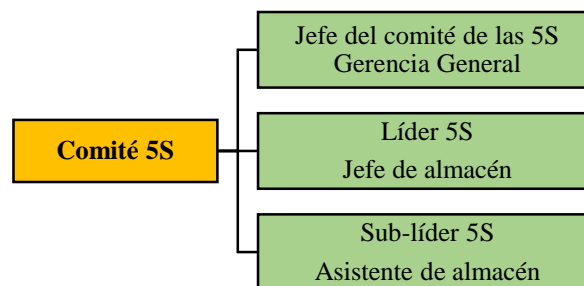 Jefe del comité de las 5S
Gerencia General
Comité 5S
Líder 5S
Jefe de almacén
Sub-líder 5S
Asistente de almacén